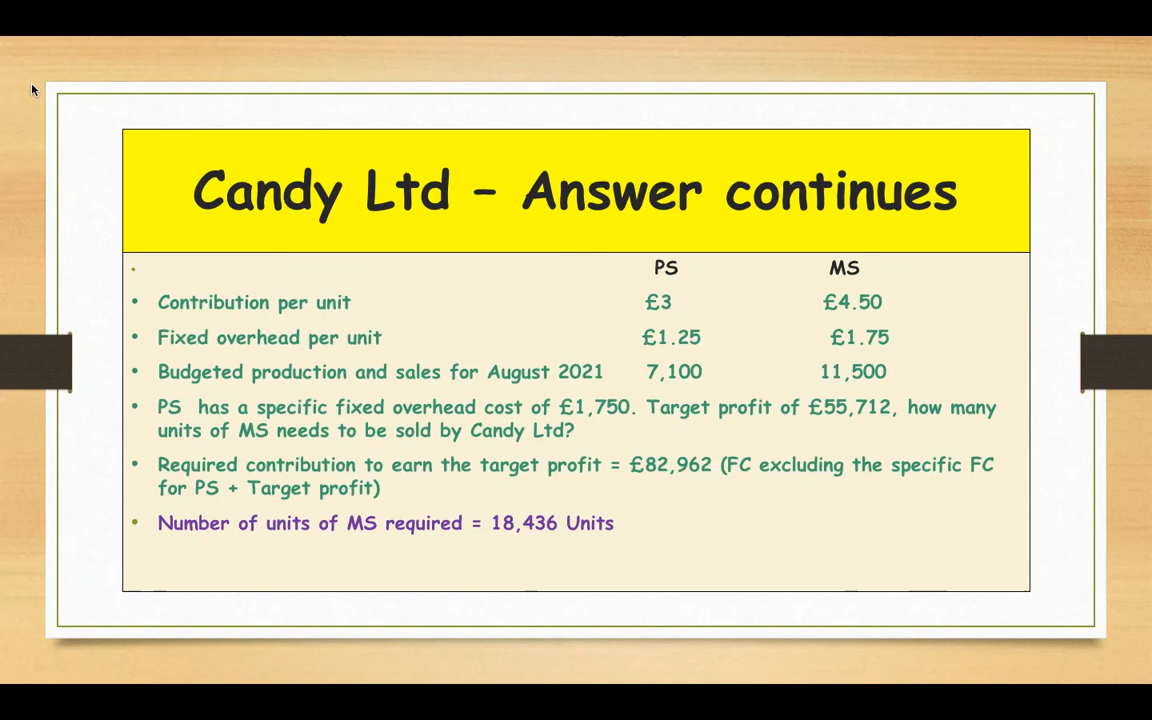 Candy Ltd – Answer continues
PS MS
• Contribution per unit £3 £4.50
• Fixed overhead per unit £1.25 £1.75
• Budgeted production and sales for August 2021 7,100 11,500
• PS has a specific fixed overhead cost of £1,750. Target profit of £55,712, how many
units of MS needs to be sold by Candy Ltd?
• Required contribution to earn the target profit = £82,962 (FC excluding the specific FC
for PS + Target profit)
• Number of units of MS required = 18,436 Units